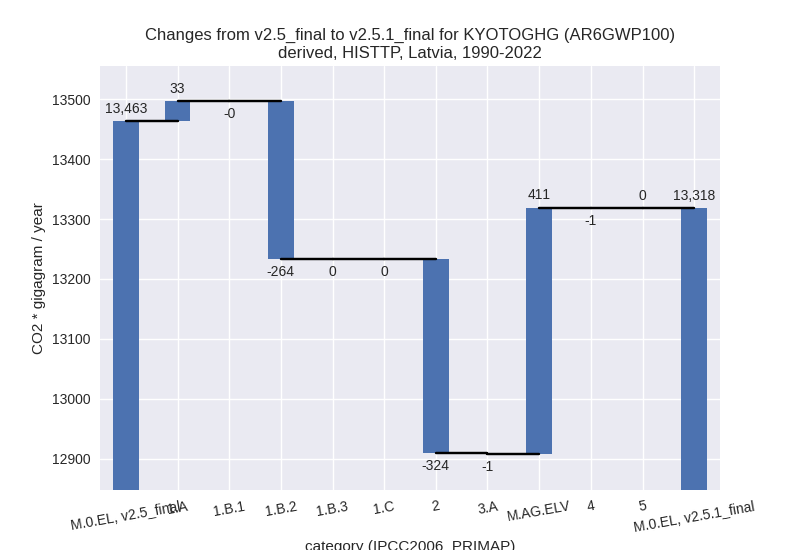 Changes from v2.5_final to v2.5.1_final for KYOTOGHG (AR6GWP100)
derived, HISTTP, Latvia, 1990-2022
CO2 * gigagram / year
13500
13400
13300
13200
13100
13000
12900
13,463
33
-0
-264
0
0
-324
-1
411
-1
0
13,318
M.0.EL, v2.5_final
1.A
1.B.1
1.B.2
1.B.3
1.C
2
3.A
M.AG.ELV
4
5
M.0.EL, v2.5.1_final
category (IPCC2006_PRIMAP)